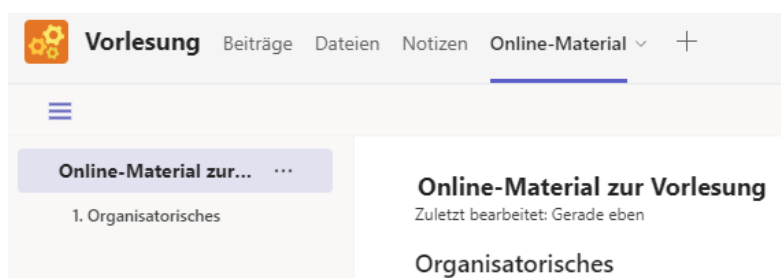 Vorlesung Beiträge Dateien Notizen Online-Material
Online-Material zur...
1. Organisatorisches
Online-Material zur Vorlesung
Zuletzt bearbeitet: Gerade eben
Organisatorisches